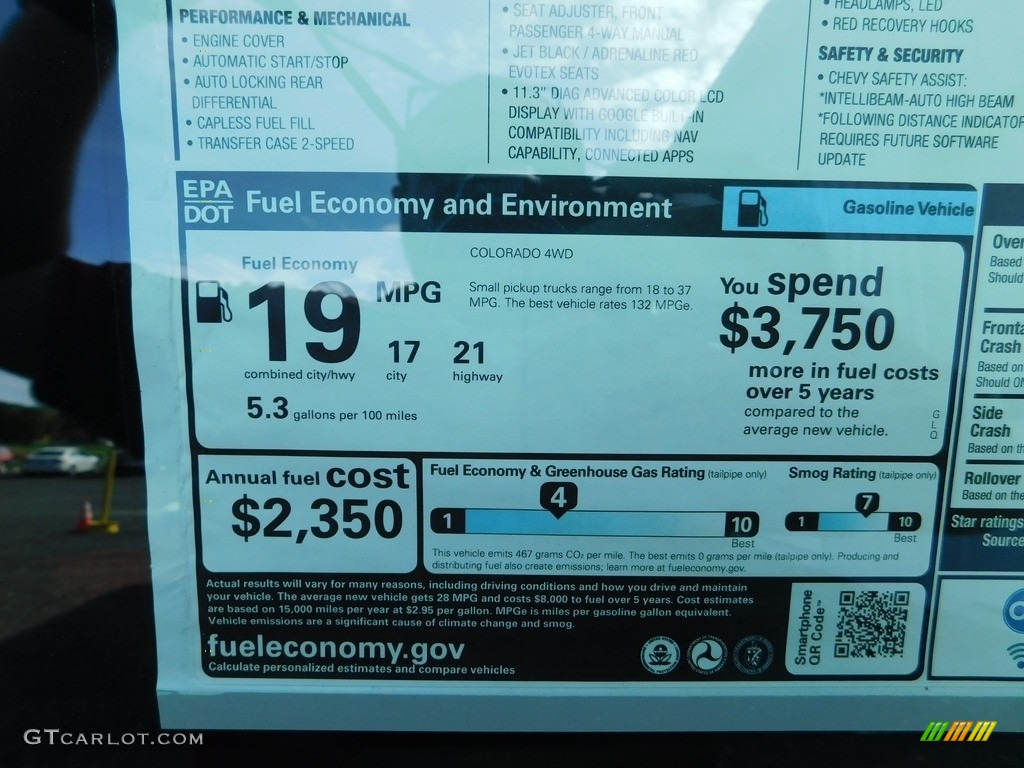 PERFORMANCE & MECHANICAL
• ENGINE COVER
• AUTOMATIC START/STOP
• AUTO LOCKING REAR
DIFFERENTIAL
• CAPLESS FUEL FILL
• TRANSFER CASE 2-SPEED
• SEAT ADJUSTER, FRONT
PASSENGER 4-WAY MANUAL
• JET BLACK / ADRENALINE RED
EVOTEX SEATS
• 11.3" DIAG ADVANCED COLOR LCD
DISPLAY WITH GOOGLE BUILT-IN
COMPATIBILITY INCLUDING NAV
CAPABILITY, CONNECTED APPS
• HEADLAMPS, LED
• RED RECOVERY HOOKS
SAFETY & SECURITY
• CHEVY SAFETY ASSIST:
*INTELLIBEAM-AUTO HIGH BEAM
*FOLLOWING DISTANCE INDICATOR
REQUIRES FUTURE SOFTWARE
UPDATE
EPA
DOT
Fuel Economy and Environment
Gasoline Vehicle
Fuel Economy
COLORADO 4WD
19 MPG
Small pickup trucks range from 18 to 37
MPG. The best vehicle rates 132 MPGe.
17 21
combined city/hwy city highway
5.3 gallons per 100 miles
You spend
$3,750
more in fuel costs
over 5 years
compared to the
average new vehicle.
G
L
Q
Annual fuel cost
$2,350
Fuel Economy & Greenhouse Gas Rating (tailpipe only)
4
1 10
Best
Smog Rating (tailpipe only)
7
1 10
Best
This vehicle emits 467 grams CO₂ per mile. The best emits 0 grams per mile (tailpipe only). Producing and
distributing fuel also create emissions; learn more at fueleconomy.gov.
Actual results will vary for many reasons, including driving conditions and how you drive and maintain
your vehicle. The average new vehicle gets 28 MPG and costs $8,000 to fuel over 5 years. Cost estimates
are based on 15,000 miles per year at $2.95 per gallon. MPGe is miles per gasoline gallon equivalent.
Vehicle emissions are a significant cause of climate change and smog.
fueleconomy.gov
Calculate personalized estimates and compare vehicles
Smartphone
QR Code™
Over
Based
Should
Fronta
Crash
Based on
Should O
Side
Crash
Based on th
Rollover
Based on the
Star ratings
Source
GTCARLOT.COM